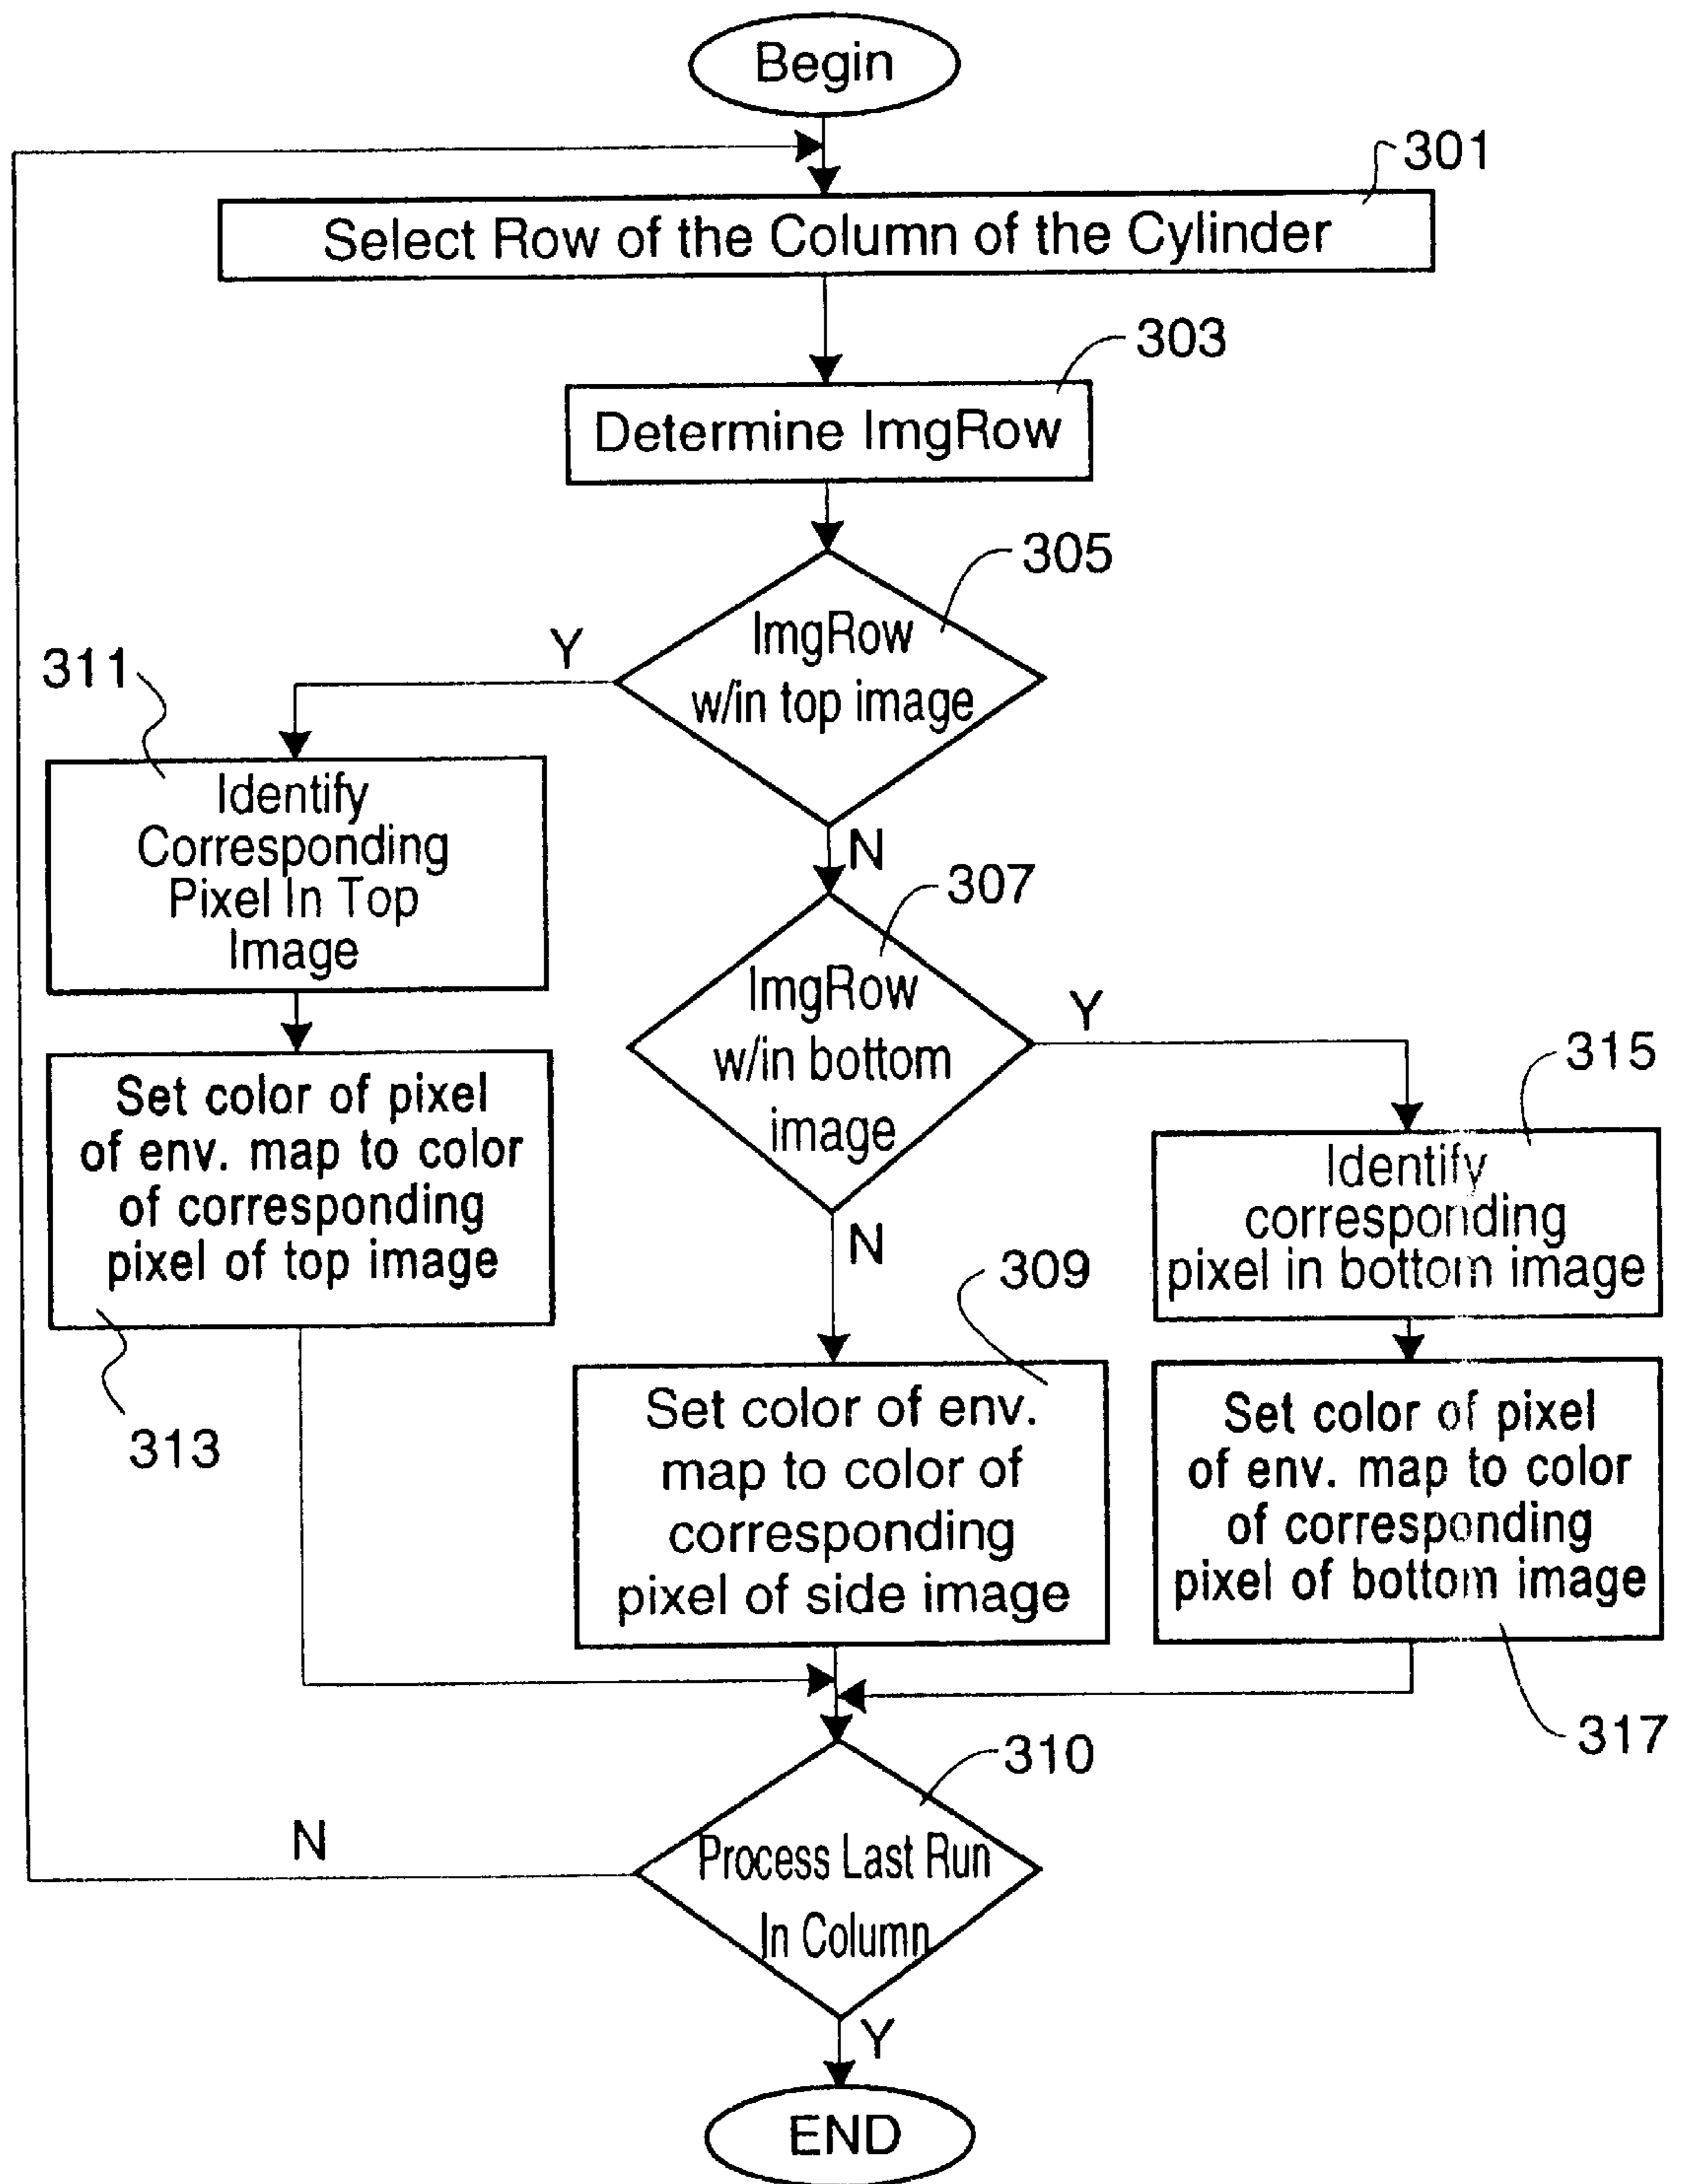 Begin
301
Select Row of the Column of the Cylinder
303
Determine ImgRow
305
ImgRow
w/in top image
Y
N
311
Identify
Corresponding
Pixel In Top
Image
307
ImgRow
w/in bottom
image
Y
N
Set color of pixel
of env. map to color
of corresponding
pixel of top image
313
315
Identify
corresponding
pixel in bottom image
309
Set color of env.
map to color of
corresponding
pixel of side image
Set color of pixel
of env. map to color
of corresponding
pixel of bottom image
317
310
Process Last Run
In Column
N
Y
END